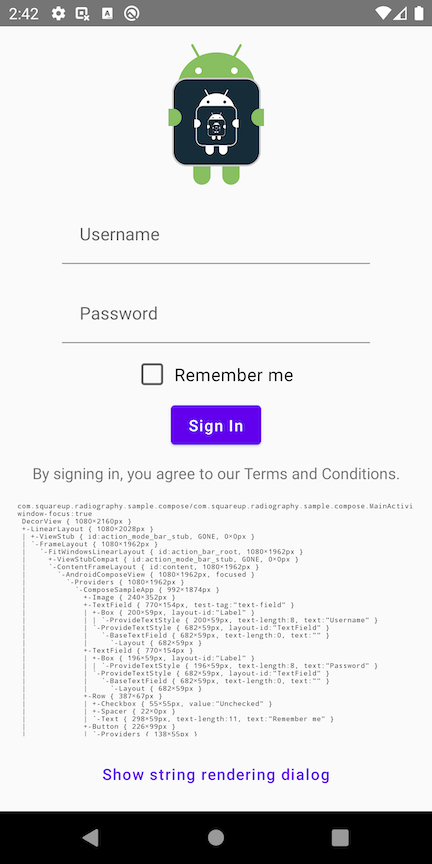 2:42
A
Username
Password
Remember me
Sign In
By signing in, you agree to our Terms and Conditions.
com.squareup.radiography.sample.compose/com.squareup.radiography.sample.compose.MainActivi
window-focus:true
DecorView { 1080×2160px }
+-LinearLayout { 1080×2028px }
| +-ViewStub { id:action_mode_bar_stub, GONE, 0×0px }
| `-FrameLayout { 1080×1962px }
| `-FitWindowsLinearLayout { id:action_bar_root, 1080×1962px }
| +-ViewStubCompat { id:action_mode_bar_stub, GONE, 0×0px }
| `-ContentFrameLayout { id:content, 1080×1962px }
| `-AndroidComposeView { 1080×1962px, focused }
| `-Providers { 1080×1962px }
| `-ComposeSampleApp { 992×1874px }
| +-Image { 240×352px }
| +-TextField { 770×154px, test-tag:"text-field" }
| | +-Box { 200×59px, layout-id:"Label" }
| | | `-ProvideTextStyle { 200×59px, text-length:8, text:"Username" }
| | `-ProvideTextStyle { 682×59px, layout-id:"TextField" }
| | `-BaseTextField { 682×59px, text-length:0, text:"" }
| | `-Layout { 682×59px }
| +-TextField { 770×154px }
| | +-Box { 196×59px, layout-id:"Label" }
| | | `-ProvideTextStyle { 196×59px, text-length:8, text:"Password" }
| | `-ProvideTextStyle { 682×59px, layout-id:"TextField" }
| | `-BaseTextField { 682×59px, text-length:0, text:"" }
| | `-Layout { 682×59px }
| +-Row { 387×67px }
| | +-Checkbox { 55×55px, value:"Unchecked" }
| | +-Spacer { 22×0px }
| | `-Text { 298×59px, text-length:11, text:"Remember me" }
| +-Button { 226×99px }
| | `-Providers { 138×55px }
Show string rendering dialog